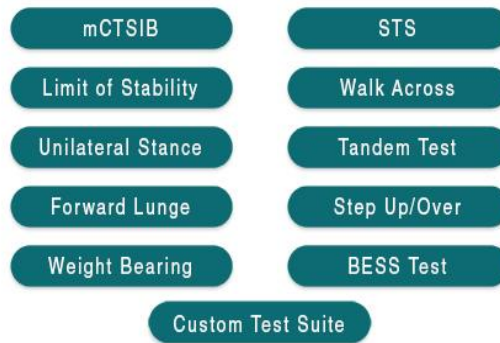 mCTSIB
STS
Limit of Stability
Walk Across
Unilateral Stance
Tandem Test
Forward Lunge
Step Up/Over
Weight Bearing
BESS Test
Custom Test Suite